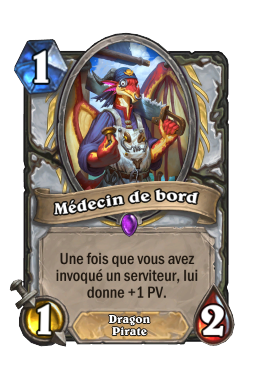 1
Médecin de bord
Une fois que vous avez
invoqué un serviteur, lui
donne +1 PV.
Dragon
Pirate
1
2